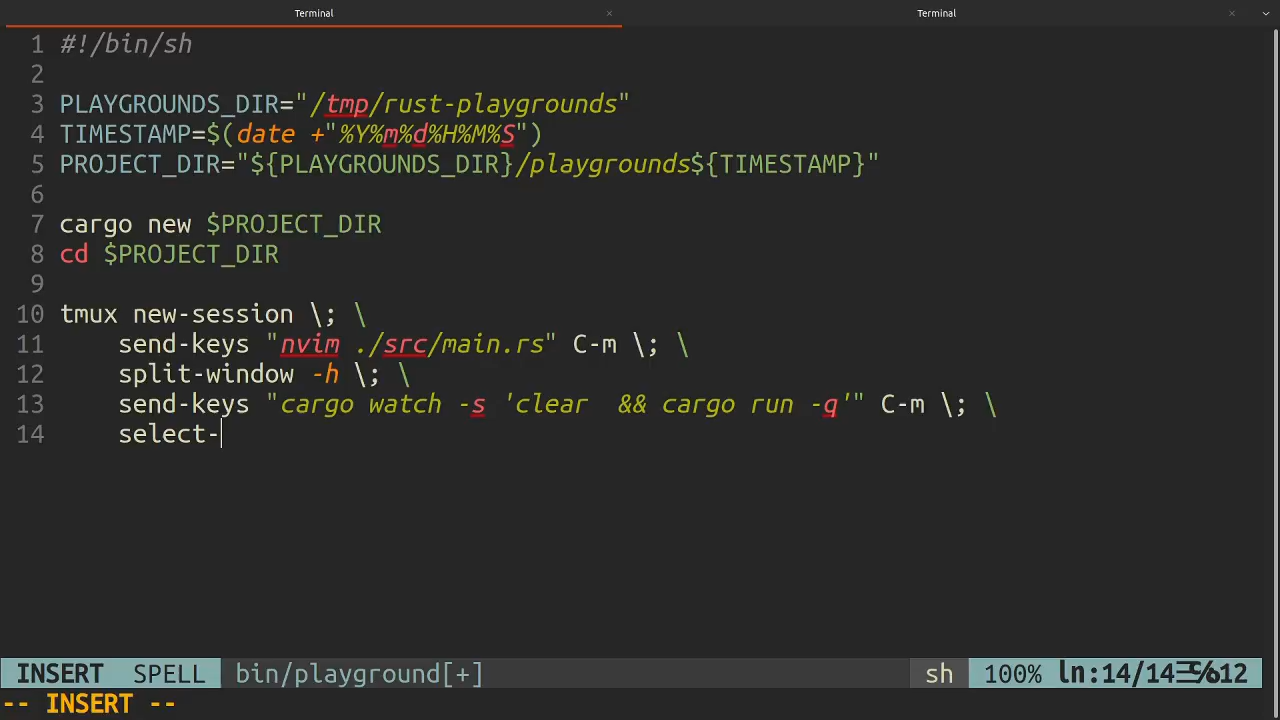 Terminal × Terminal ×
1 #!/bin/sh
2
3 PLAYGROUNDS_DIR="/tmp/rust-playgrounds"
4 TIMESTAMP=$(date +"%Y%m%d%H%M%S")
5 PROJECT_DIR="${PLAYGROUNDS_DIR}/playgrounds${TIMESTAMP}"
6
7 cargo new $PROJECT_DIR
8 cd $PROJECT_DIR
9
10 tmux new-session \; \
11 send-keys "nvim ./src/main.rs" C-m \; \
12 split-window -h \; \
13 send-keys "cargo watch -s 'clear  && cargo run -q'" C-m \; \
14 select-
INSERT SPELL bin/playground[+] sh 100% ln:14/14☰℅12
-- INSERT --